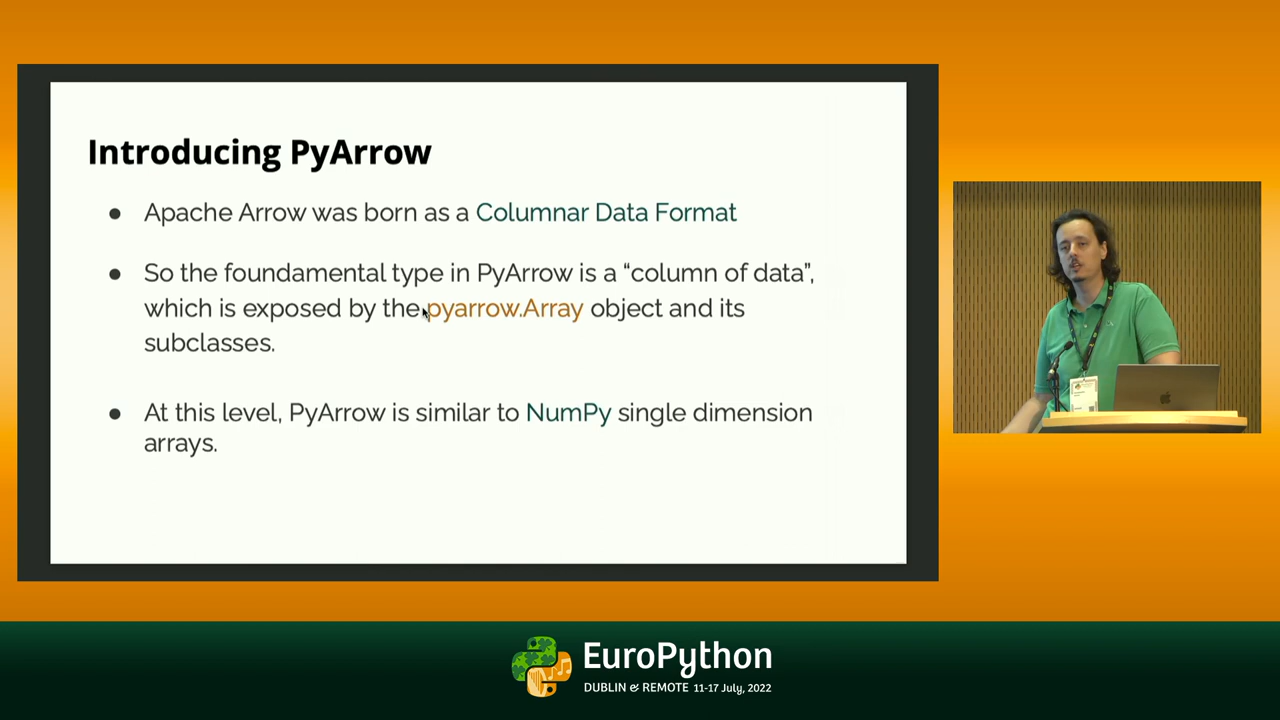 Introducing PyArrow
● Apache Arrow was born as a Columnar Data Format
● So the foundamental type in PyArrow is a “column of data”,
which is exposed by the pyarrow.Array object and its
subclasses.
● At this level, PyArrow is similar to NumPy single dimension
arrays.
EuroPython
DUBLIN & REMOTE 11-17 July, 2022